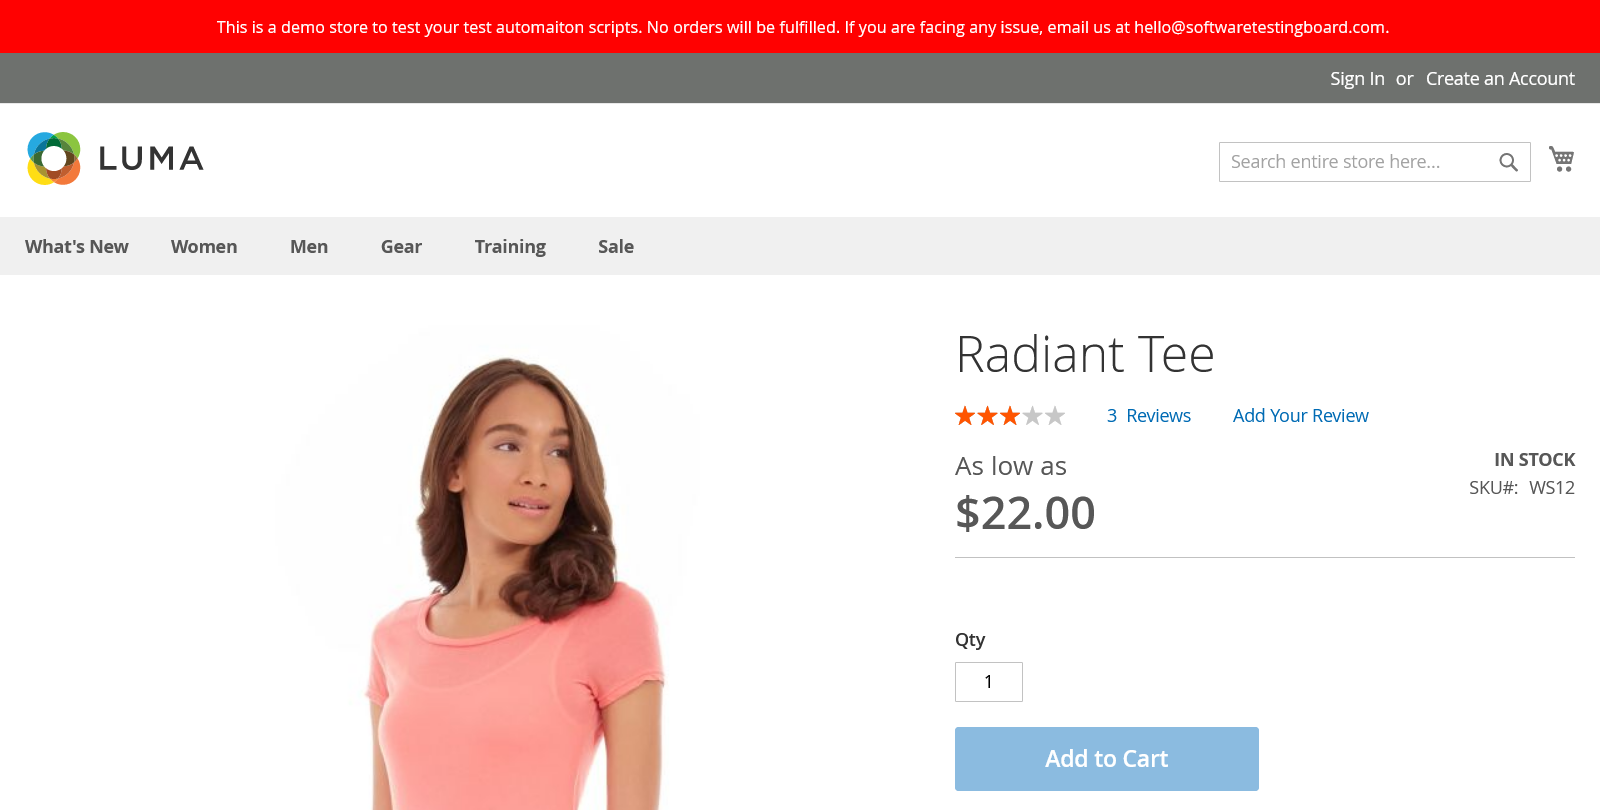 This is a demo store to test your test automaiton scripts. No orders will be fulfilled. If you are facing any issue, email us at hello@softwaretestingboard.com.
Sign In or Create an Account
LUMA
Search entire store here...
What's New Women Men Gear Training Sale
Radiant Tee
3 Reviews Add Your Review
As low as
$22.00
IN STOCK
SKU#: WS12
Qty
1
Add to Cart